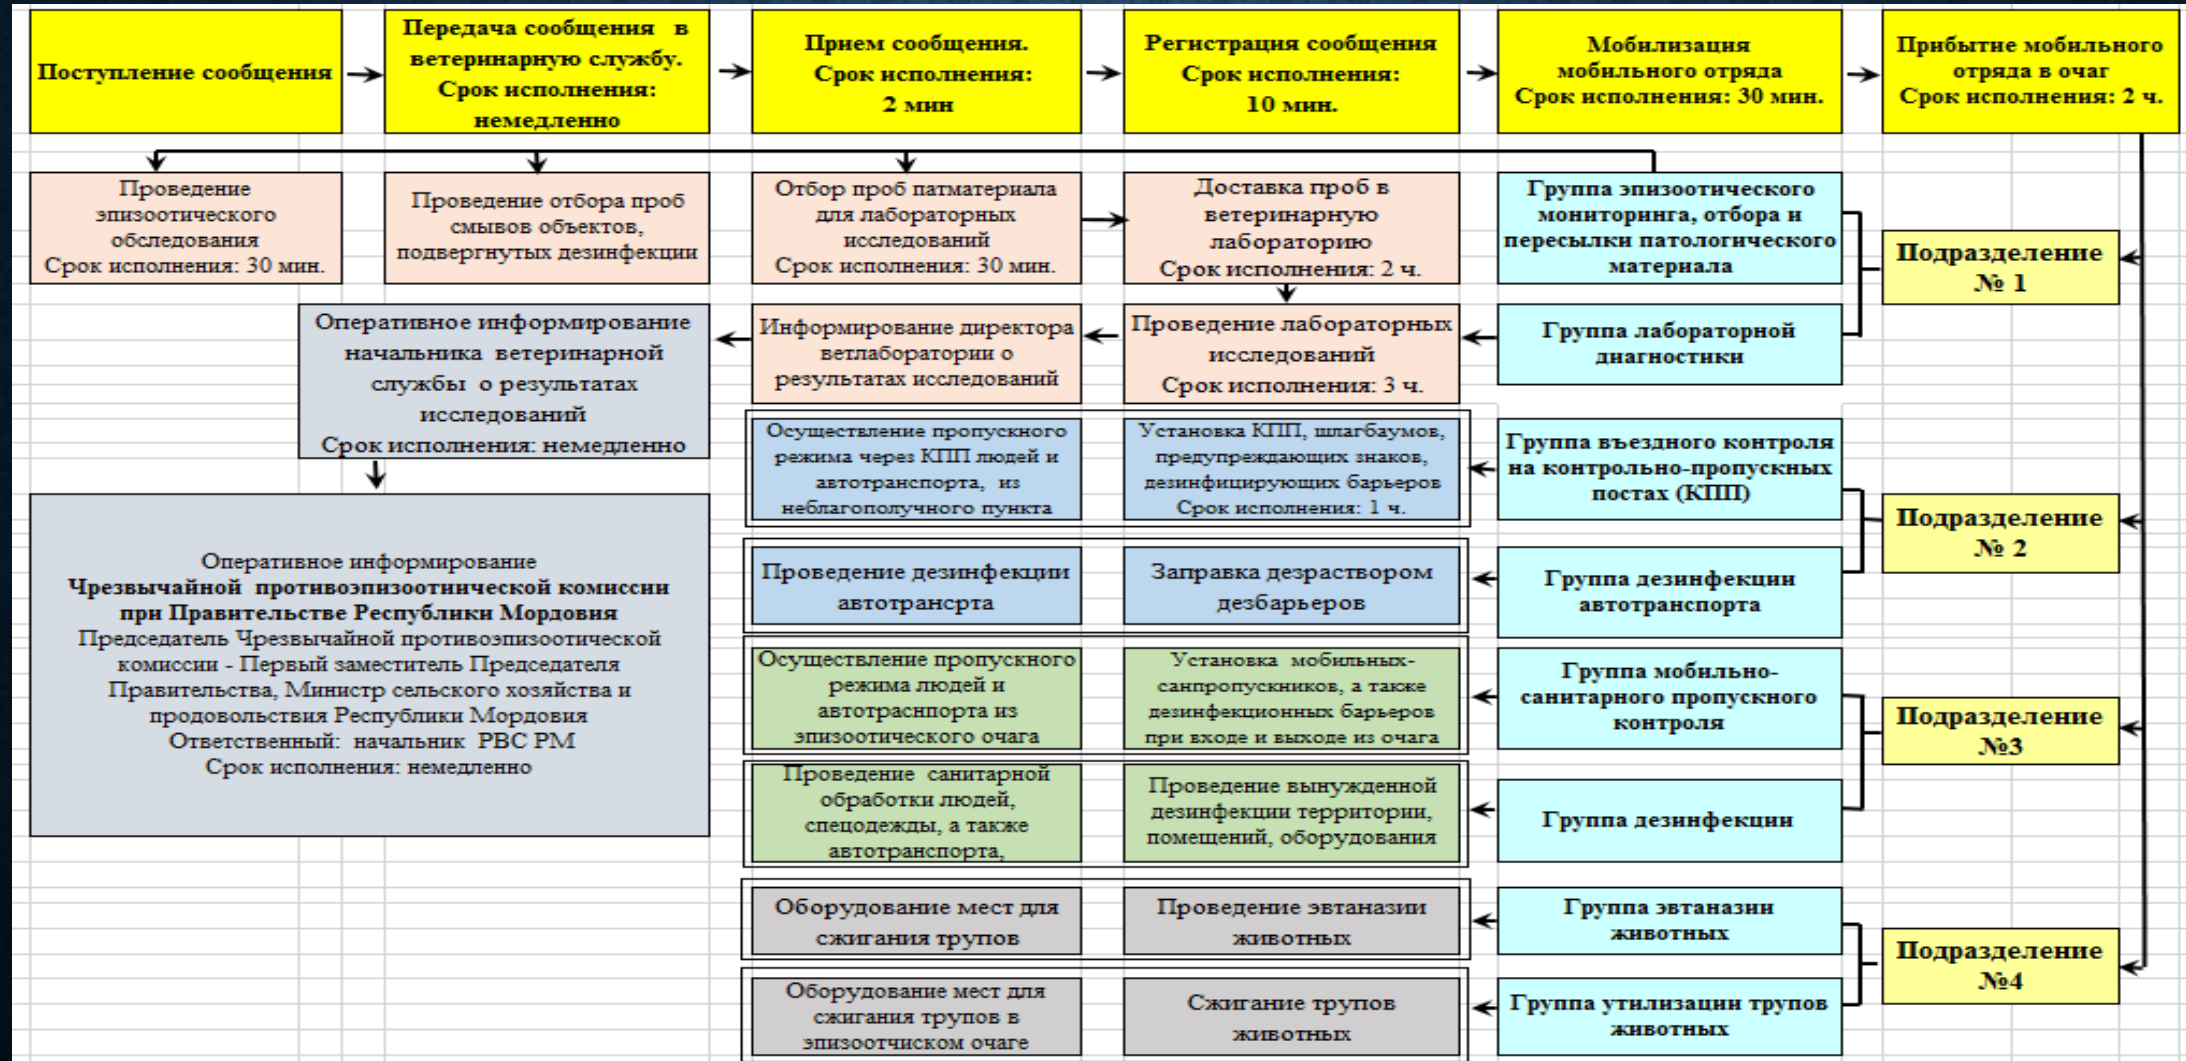 Поступление сообщения
Передача сообщения в
ветеринарную службу.
Срок исполнения:
немедленно
Прием сообщения.
Срок исполнения:
2 мин
Регистрация сообщения
Срок исполнения:
10 мин.
Мобилизация
мобильного отряда
Срок исполнения: 30 мин.
Прибытие мобильного
отряда в очаг
Срок исполнения: 2 ч.
Проведение
эпизоотического
обследования
Срок исполнения: 30 мин.
Проведение отбора проб
смывов объектов,
подвергнутых дезинфекции
Отбор проб патматериала
для лабораторных
исследований
Срок исполнения: 30 мин.
Доставка проб в
ветеринарную
лабораторию
Срок исполнения: 2 ч.
Группа эпизоотического
мониторинга, отбора и
пересылки патологического
материала
Подразделение
№ 1
Оперативное информирование
начальника ветеринарной
службы о результатах
исследований
Срок исполнения: немедленно
Информирование директора
ветлаборатории о
результатах исследований
Проведение лабораторных
исследований
Срок исполнения: 3 ч.
Группа лабораторной
диагностики
Осуществление пропускного
режима через КПП людей и
автотранспорта, из
неблагополучного пункта
Установка КПП, шлагбаумов,
предупреждающих знаков,
дезинфицирующих барьеров
Срок исполнения: 1 ч.
Группа въездного контроля
на контрольно-пропускных
постах (КПП)
Подразделение
№ 2
Оперативное информирование
Чрезвычайной противоэпизоотиической комиссии
при Правительстве Республики Мордовия
Председатель Чрезвычайной противоэпизоотической
комиссии - Первый заместитель Председателя
Правительства, Министр сельского хозяйства и
продовольствия Республики Мордовия
Ответственный: начальник РВС РМ
Срок исполнения: немедленно
Проведение дезинфекции
автотрансрта
Заправка дезраствором
дезбарьеров
Группа дезинфекции
автотранспорта
Осуществление пропускного
режима людей и
автотраснпорта из
эпизоотического очага
Установка мобильных-
санпропускников, а также
дезинфекционных барьеров
при входе и выходе из очага
Группа мобильно-
санитарного пропускного
контроля
Подразделение
№3
Проведение санитарной
обработки людей,
спецодежды, а также
автотранспорта,
Проведение вынужденной
дезинфекции территории,
помещений, оборудования
Группа дезинфекции
Оборудование мест для
сжигания трупов
Проведение эвтаназии
животных
Группа эвтаназии
животных
Подразделение
№4
Оборудование мест для
сжигания трупов в
эпизоотчиском очаге
Сжигание трупов
животных
Группа утилизации трупов
животных